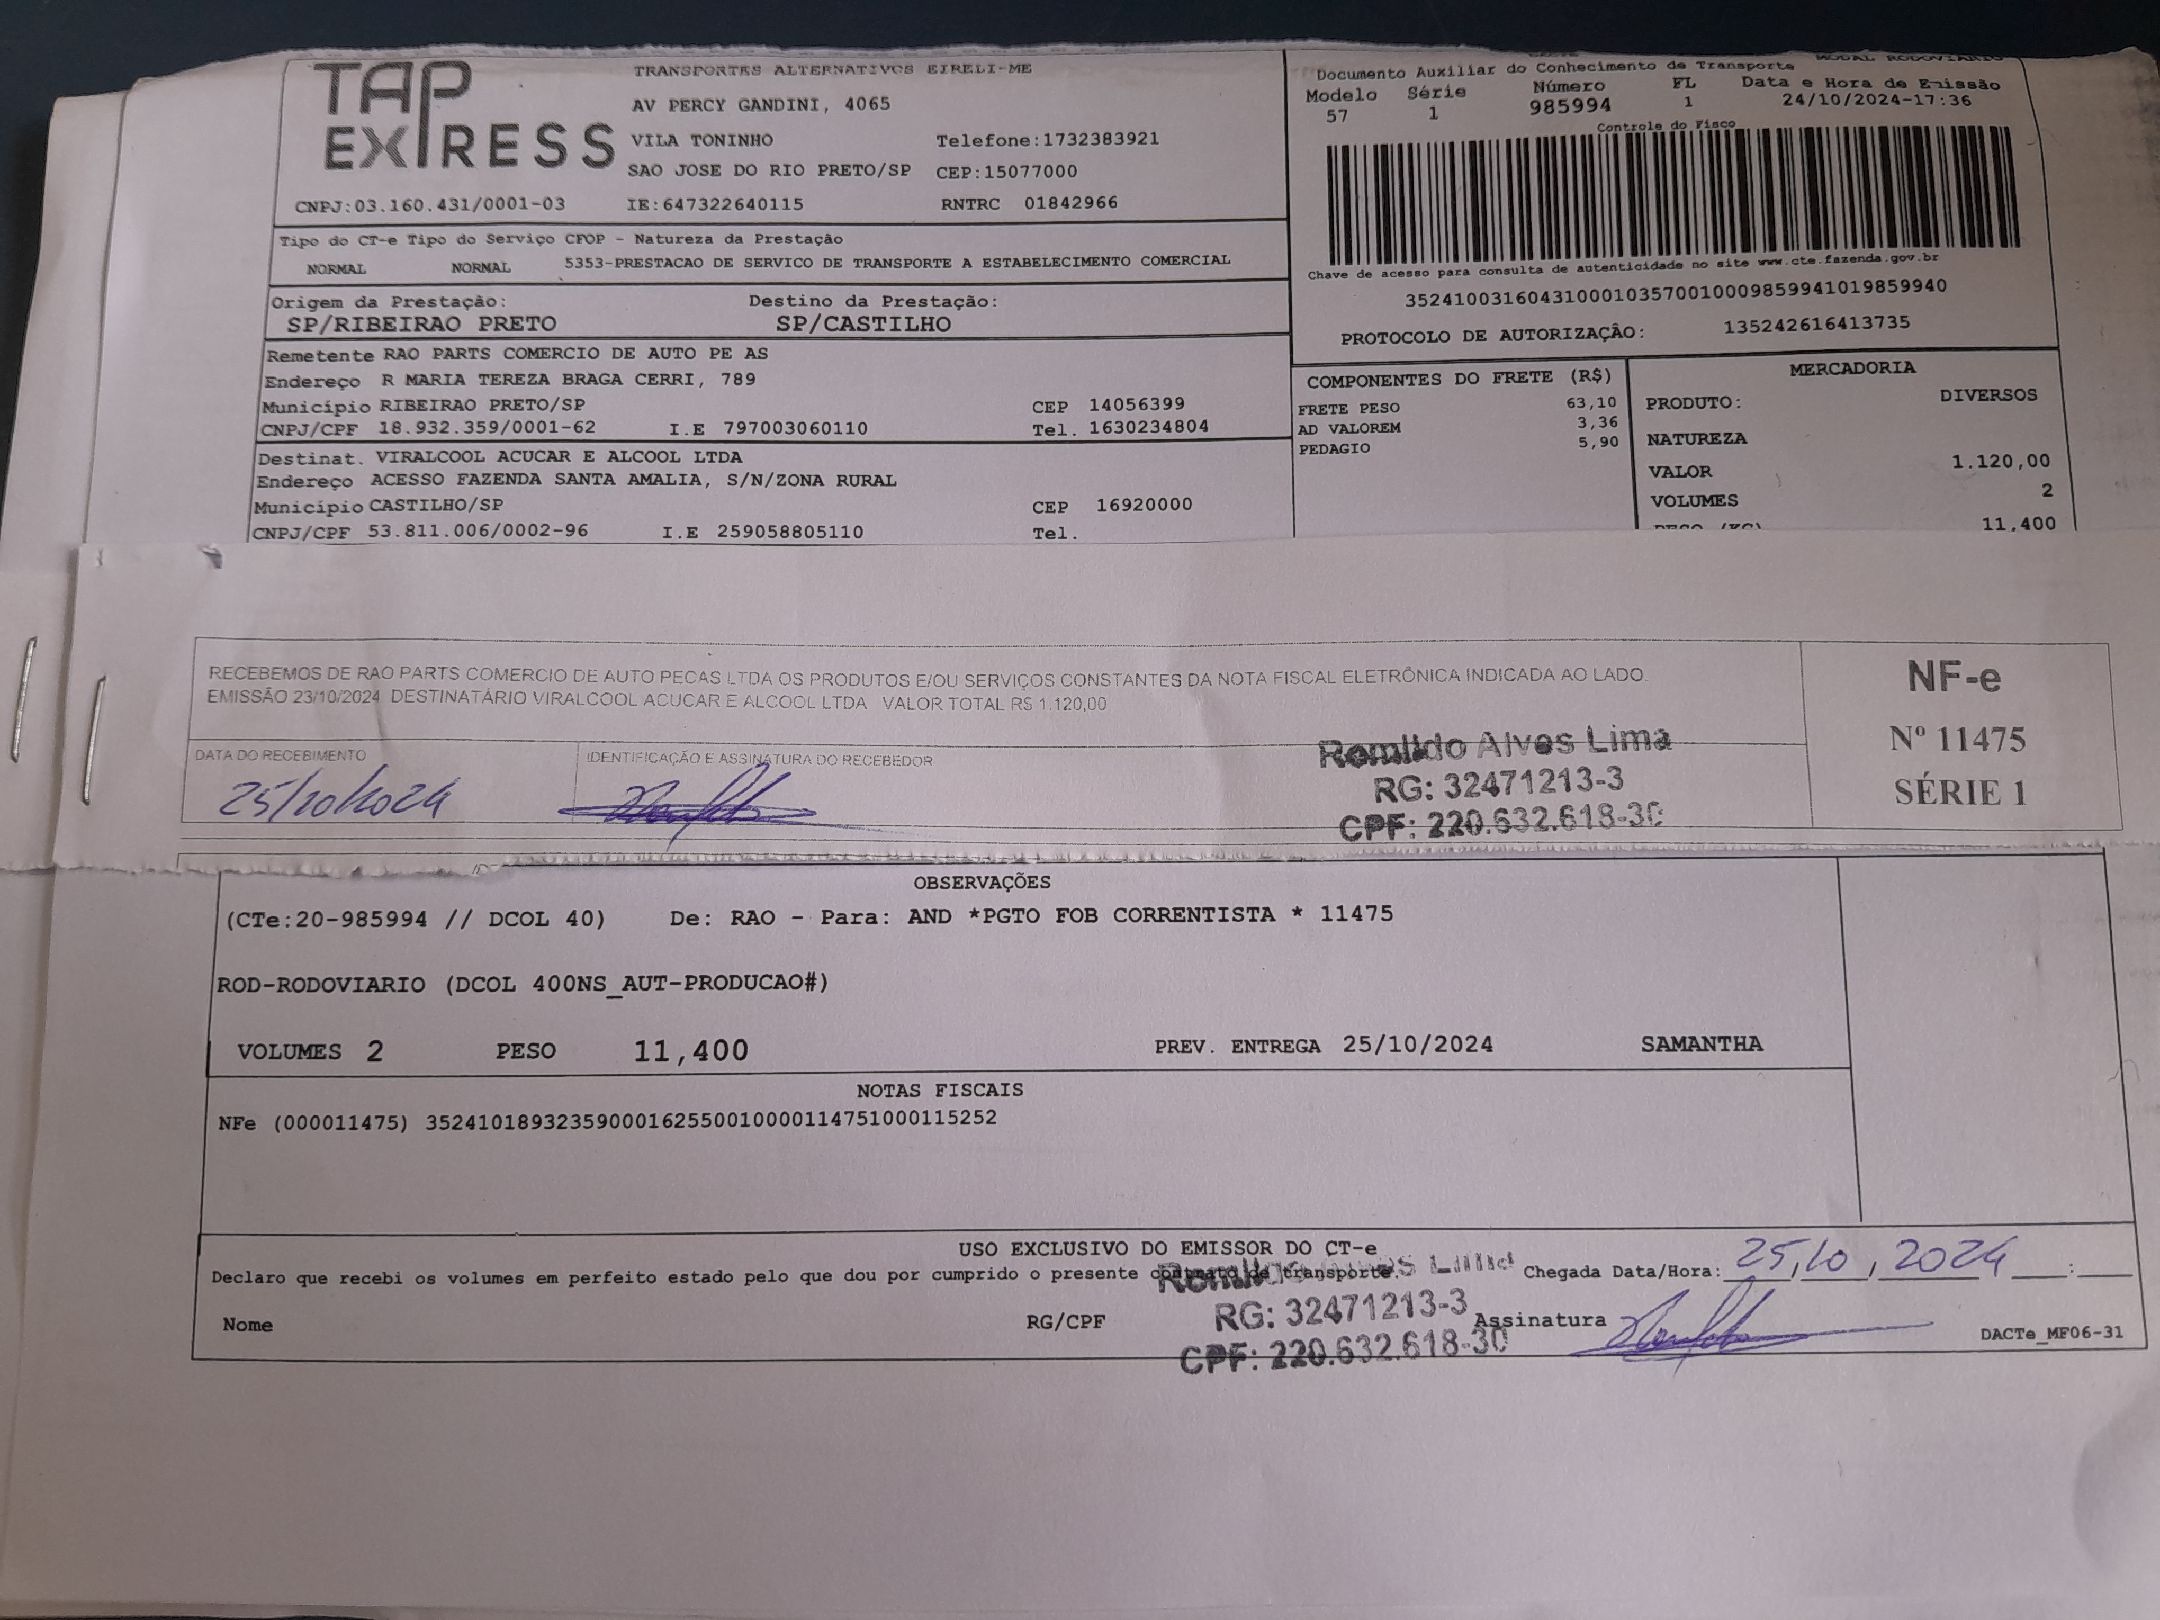 TAP EXPRESS
TRANSPORTES ALTERNATIVOS EIRELI-ME
AV PERCY GANDINI, 4065
VILA TONINHO Telefone:1732383921
SAO JOSE DO RIO PRETO/SP CEP:15077000
CNPJ:03.160.431/0001-03 IE:647322640115 RNTRC 01842966
MODAL RODOVIARIO
Documento Auxiliar do Conhecimento de Transporte
Modelo Série Número FL Data e Hora de Emissão
57 1 985994 1 24/10/2024-17:36
Controle do Fisco
Chave de acesso para consulta de autenticidade no site www.cte.fazenda.gov.br
35241003160431000103570010009859941019859940
PROTOCOLO DE AUTORIZAÇÃO: 135242616413735
Tipo do CT-e Tipo do Serviço CFOP - Natureza da Prestação
NORMAL NORMAL 5353-PRESTACAO DE SERVICO DE TRANSPORTE A ESTABELECIMENTO COMERCIAL
Origem da Prestação: Destino da Prestação:
SP/RIBEIRAO PRETO SP/CASTILHO
Remetente RAO PARTS COMERCIO DE AUTO PE AS
Endereço R MARIA TEREZA BRAGA CERRI, 789
Município RIBEIRAO PRETO/SP CEP 14056399
CNPJ/CPF 18.932.359/0001-62 I.E 797003060110 Tel. 1630234804
Destinat. VIRALCOOL ACUCAR E ALCOOL LTDA
Endereço ACESSO FAZENDA SANTA AMALIA, S/N/ZONA RURAL
Município CASTILHO/SP CEP 16920000
CNPJ/CPF 53.811.006/0002-96 I.E 259058805110 Tel.
COMPONENTES DO FRETE (R$)
FRETE PESO 63,10
AD VALOREM 3,36
PEDAGIO 5,90
MERCADORIA
PRODUTO: DIVERSOS
NATUREZA
VALOR 1.120,00
VOLUMES 2
PESO (KG) 11,400
RECEBEMOS DE RAO PARTS COMERCIO DE AUTO PECAS LTDA OS PRODUTOS E/OU SERVIÇOS CONSTANTES DA NOTA FISCAL ELETRÔNICA INDICADA AO LADO.
EMISSÃO 23/10/2024 DESTINATÁRIO VIRALCOOL ACUCAR E ALCOOL LTDA VALOR TOTAL R$ 1.120,00
DATA DO RECEBIMENTO IDENTIFICAÇÃO E ASSINATURA DO RECEBEDOR
25/10/2024
Romildo Alves Lima
RG: 32471213-3
CPF: 220.632.618-30
NF-e
Nº 11475
SÉRIE 1
OBSERVAÇÕES
(CTe:20-985994 // DCOL 40) De: RAO - Para: AND *PGTO FOB CORRENTISTA * 11475
ROD-RODOVIARIO (DCOL 400NS_AUT-PRODUCAO#)
VOLUMES 2 PESO 11,400 PREV. ENTREGA 25/10/2024 SAMANTHA
NOTAS FISCAIS
NFe (000011475) 35241018932359000162550010000114751000115252
USO EXCLUSIVO DO EMISSOR DO CT-e
Declaro que recebi os volumes em perfeito estado pelo que dou por cumprido o presente contrato de transporte. Chegada Data/Hora: 25,10,2024 :
Romildo Alves Lima
RG: 32471213-3
CPF: 220.632.618-30
Nome RG/CPF Assinatura
DACTe_MF06-31